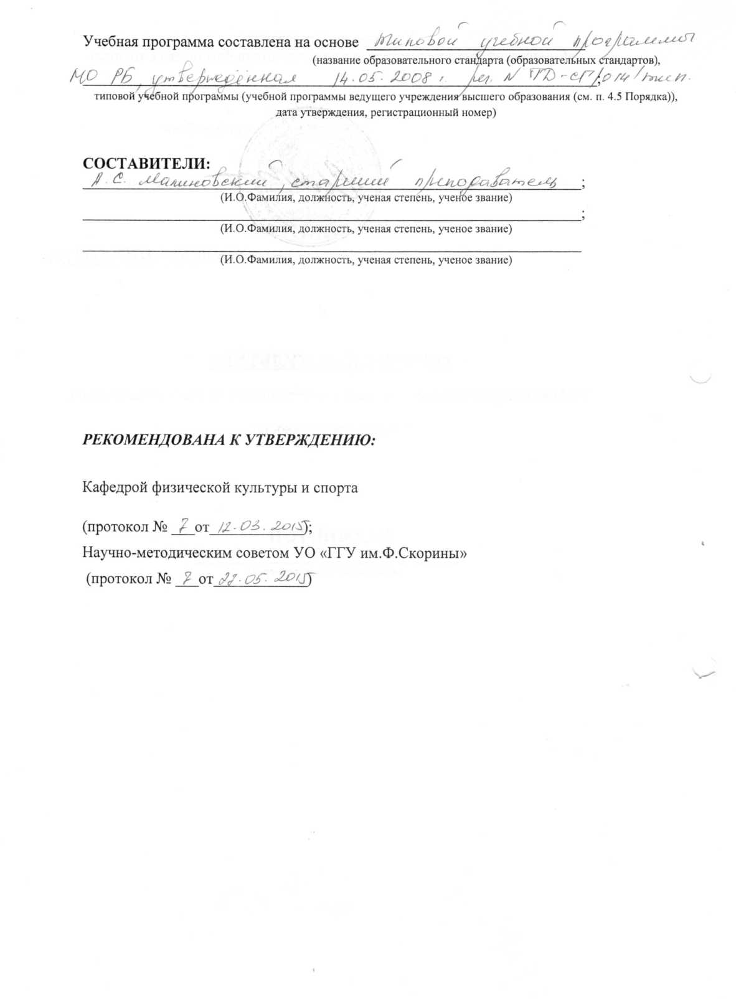 Учебная программа составлена на основе типовой учебной программы
(название образовательного стандарта (образовательных стандартов),
МО РБ, утверждённая 14.05.2008 г. рег. N ТД-СГ/014/тип.;
типовой учебной программы (учебной программы ведущего учреждения высшего образования (см. п. 4.5 Порядка)),
дата утверждения, регистрационный номер)
СОСТАВИТЕЛИ:
А.С. Малиновский, старший преподаватель;
(И.О.Фамилия, должность, ученая степень, ученое звание)
;
(И.О.Фамилия, должность, ученая степень, ученое звание)
(И.О.Фамилия, должность, ученая степень, ученое звание)
РЕКОМЕНДОВАНА К УТВЕРЖДЕНИЮ:
Кафедрой физической культуры и спорта
(протокол № 7 от 12.03.2015);
Научно-методическим советом УО «ГГУ им.Ф.Скорины»
(протокол № 7 от .05.2015)